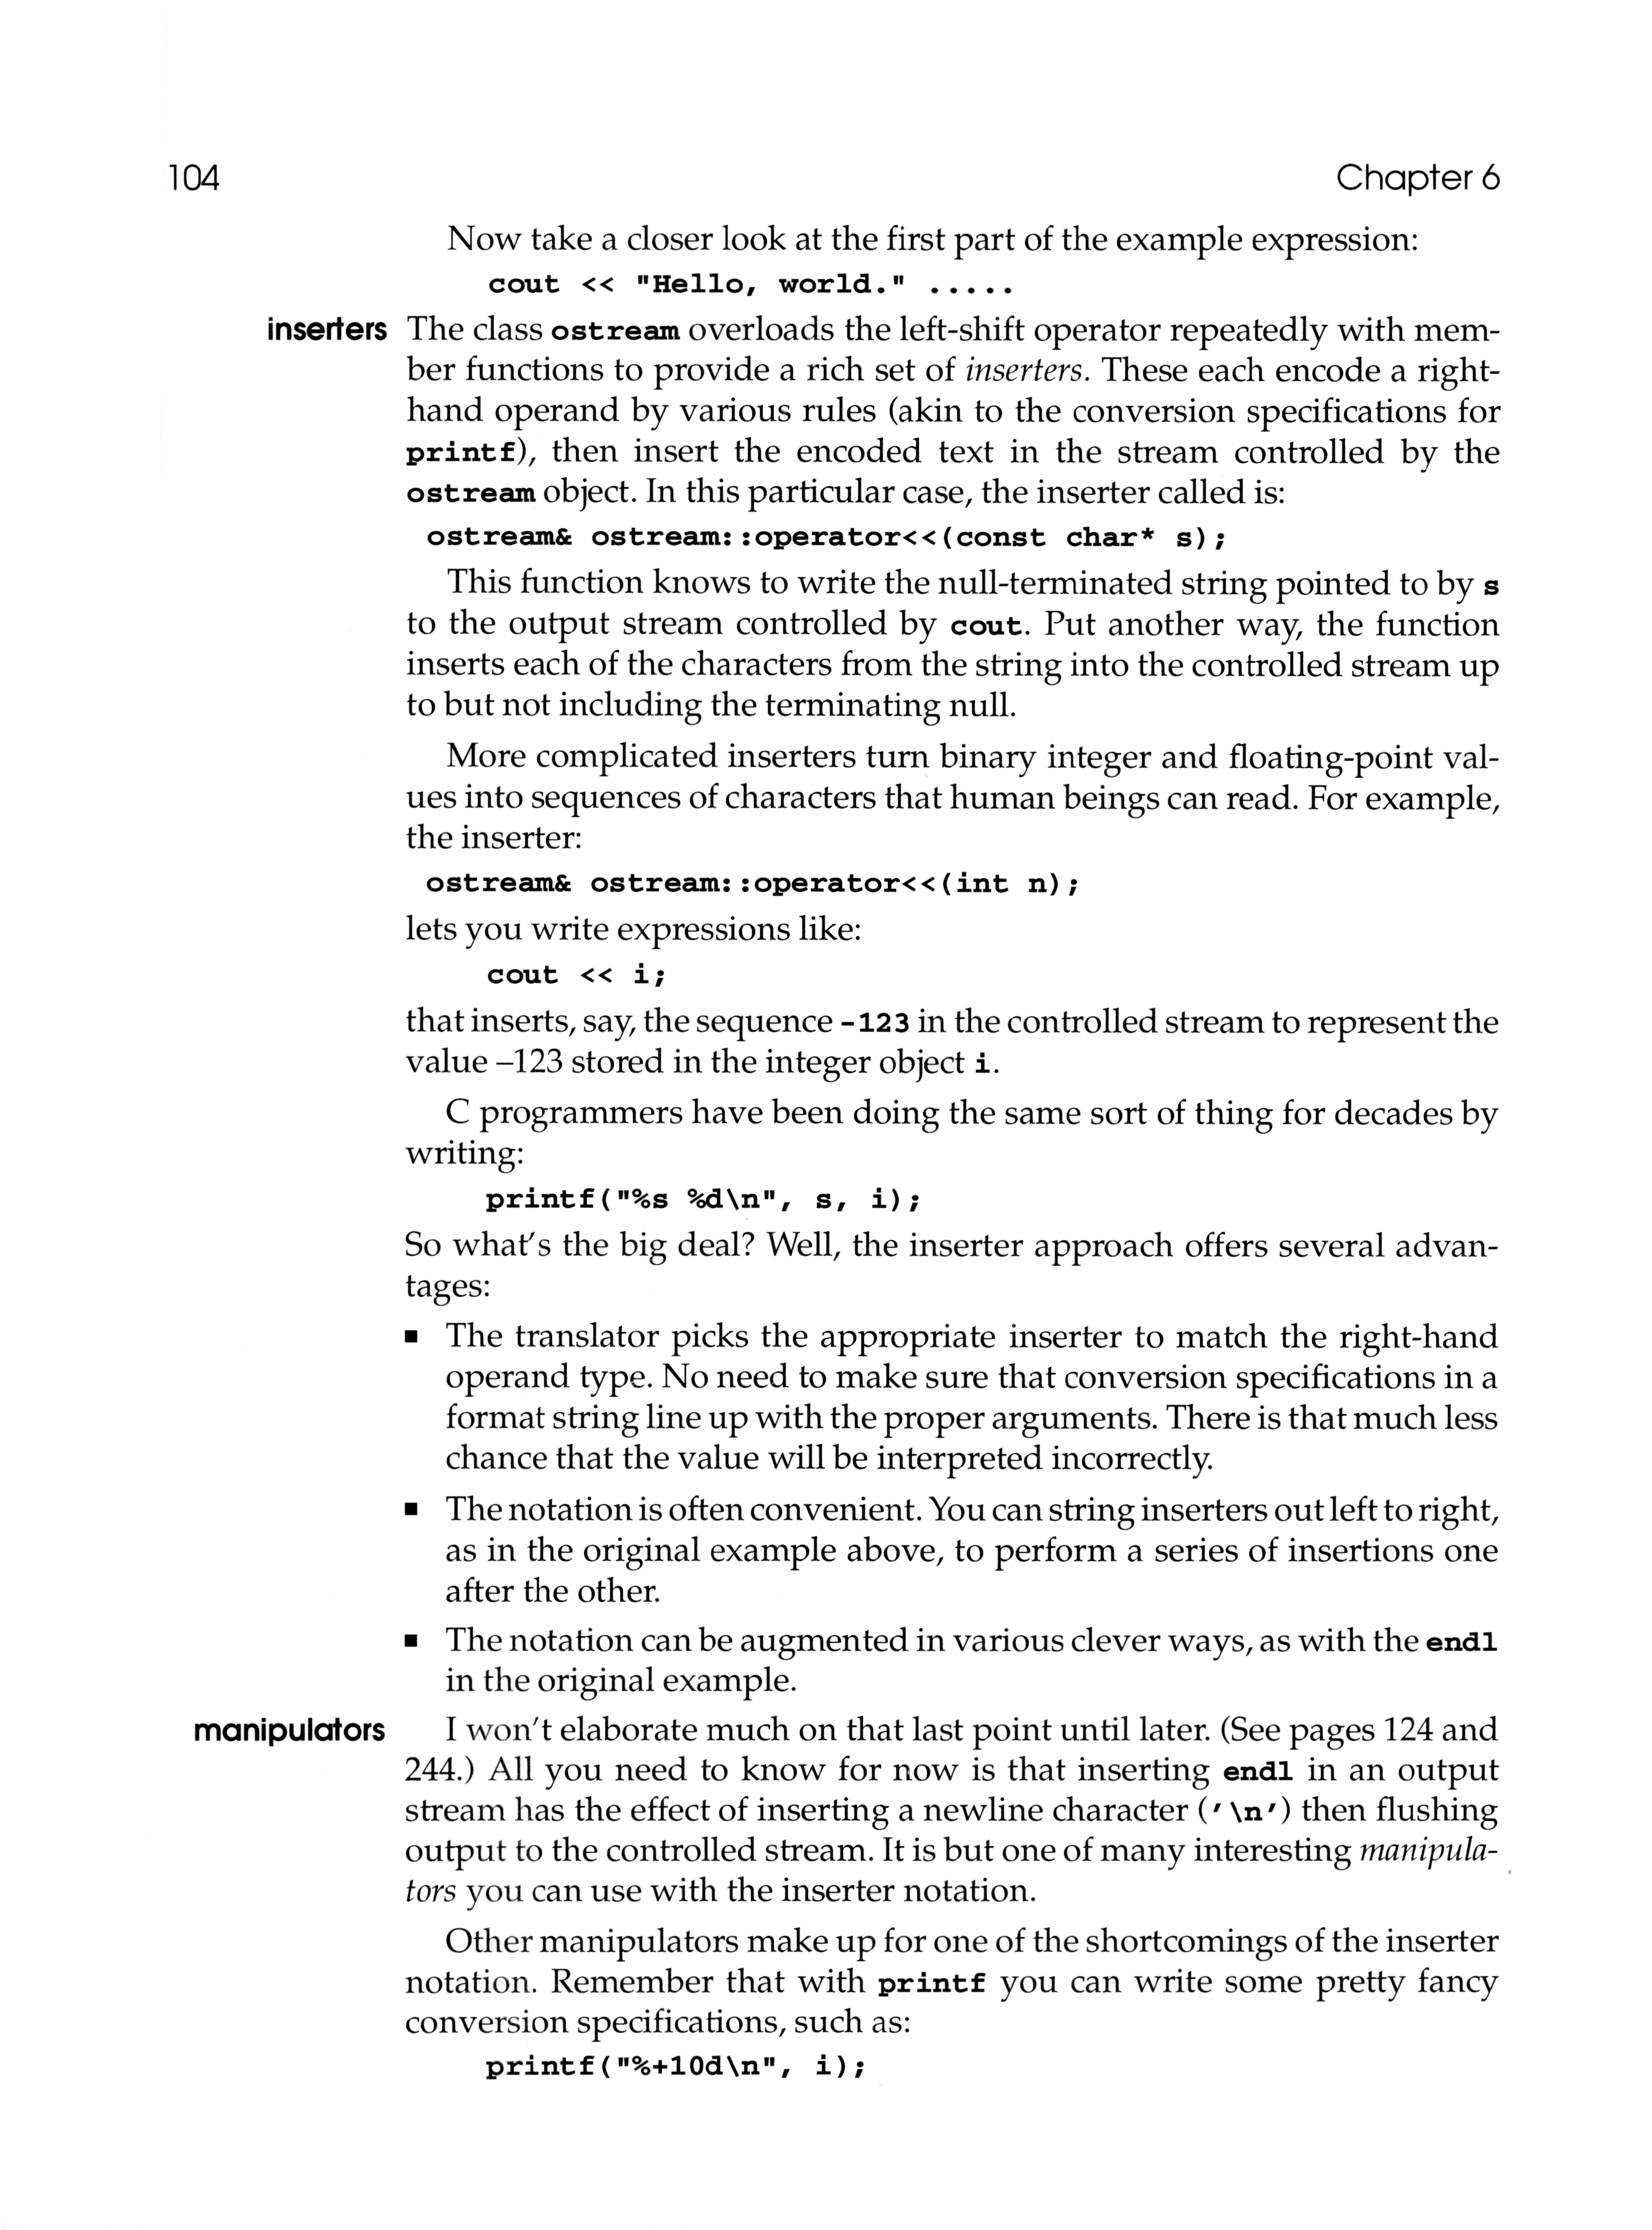 104 Chapter 6
Now take a closer look at the first part of the example expression:
cout << "Hello, world." .....
inserters The class ostream overloads the left-shift operator repeatedly with mem-
ber functions to provide a rich set of inserters. These each encode a right-
hand operand by various rules (akin to the conversion specifications for
printf), then insert the encoded text in the stream controlled by the
ostream object. In this particular case, the inserter called is:
ostream& ostream::operator<<(const char* s);
This function knows to write the null-terminated string pointed to by s
to the output stream controlled by cout. Put another way, the function
inserts each of the characters from the string into the controlled stream up
to but not including the terminating null.
More complicated inserters turn binary integer and floating-point val-
ues into sequences of characters that human beings can read. For example,
the inserter:
ostream& ostream::operator<<(int n);
lets you write expressions like:
cout << i;
that inserts, say, the sequence -123 in the controlled stream to represent the
value –123 stored in the integer object i.
C programmers have been doing the same sort of thing for decades by
writing:
printf("%s %d\n", s, i);
So what's the big deal? Well, the inserter approach offers several advan-
tages:
▪ The translator picks the appropriate inserter to match the right-hand
operand type. No need to make sure that conversion specifications in a
format string line up with the proper arguments. There is that much less
chance that the value will be interpreted incorrectly.
▪ The notation is often convenient. You can string inserters out left to right,
as in the original example above, to perform a series of insertions one
after the other.
▪ The notation can be augmented in various clever ways, as with the endl
in the original example.
manipulators I won't elaborate much on that last point until later. (See pages 124 and
244.) All you need to know for now is that inserting endl in an output
stream has the effect of inserting a newline character ('\n') then flushing
output to the controlled stream. It is but one of many interesting manipula-
tors you can use with the inserter notation.
Other manipulators make up for one of the shortcomings of the inserter
notation. Remember that with printf you can write some pretty fancy
conversion specifications, such as:
printf("%+10d\n", i);